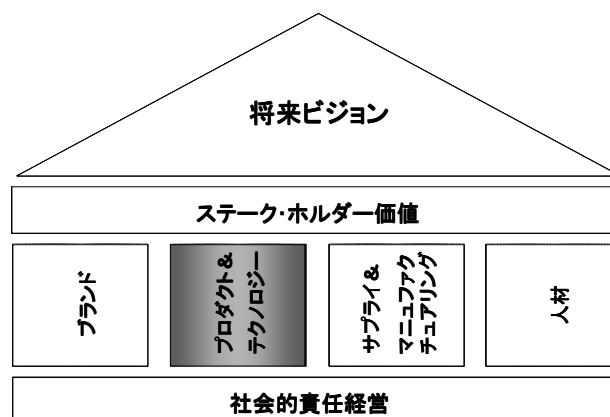 将来ビジョン
ステーク・ホルダー価値
ブランド
プロダクト&
テクノロジー
サプライ&
マニュファク
チュアリング
人材
社会的責任経営